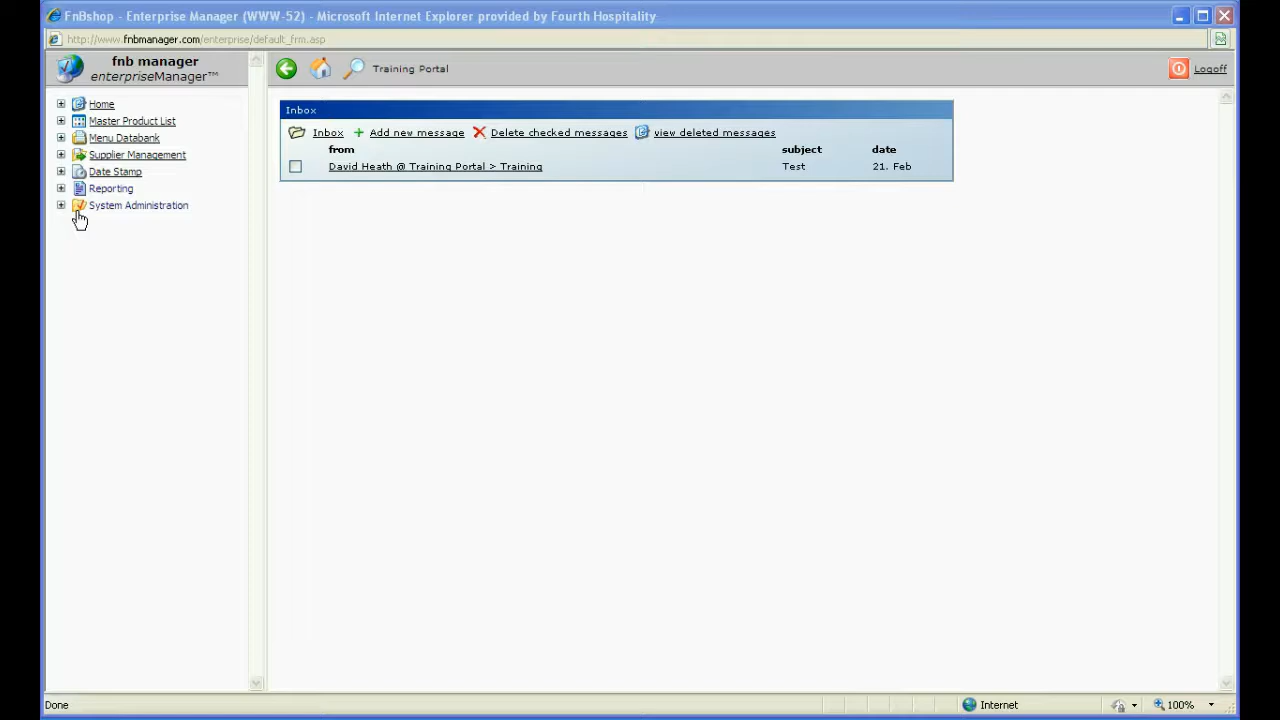 FnBshop - Enterprise Manager (WWW-52) - Microsoft Internet Explorer provided by Fourth Hospitality
http://www.fnbmanager.com/enterprise/default_frm.asp
fnb manager
enterpriseManager™
Training Portal
Logoff
Home
Master Product List
Menu Databank
Supplier Management
Date Stamp
Reporting
System Administration
Inbox
Inbox Add new message Delete checked messages view deleted messages
from subject date
David Heath @ Training Portal > Training Test 21. Feb
Done Internet 100%